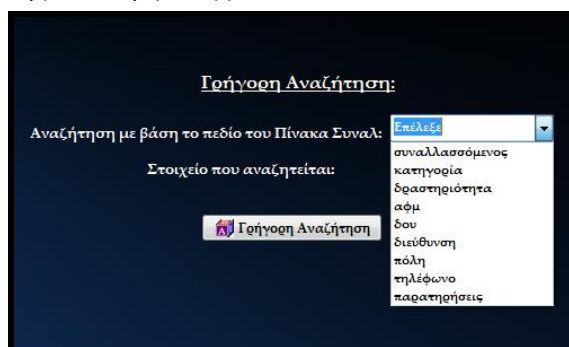 Γρήγορη Αναζήτηση:
Αναζήτηση με βάση το πεδίο του Πίνακα Συναλ:
Επέλεξε
Στοιχείο που αναζητείται:
συναλλασσόμενος
κατηγορία
δραστηριότητα
αφμ
δου
διεύθυνση
πόλη
τηλέφωνο
παρατηρήσεις
Γρήγορη Αναζήτηση